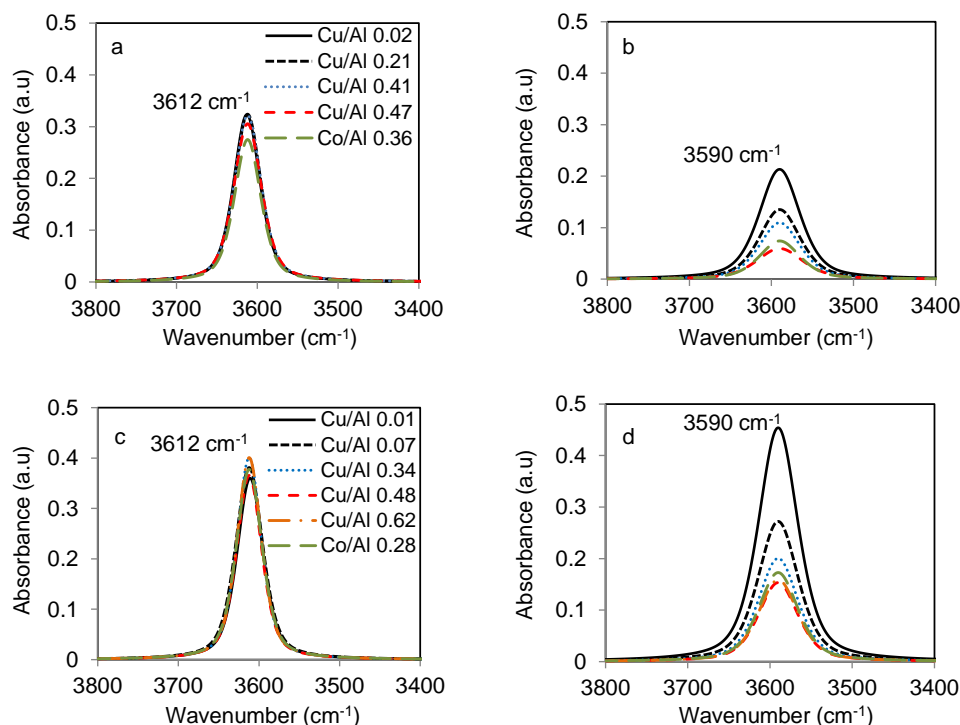 a
Cu/Al 0.02
Cu/Al 0.21
Cu/Al 0.41
Cu/Al 0.47
Co/Al 0.36
3612 cm⁻¹
0.5
0.4
0.3
0.2
0.1
0
Absorbance (a.u)
3800 3700 3600 3500 3400
Wavenumber (cm⁻¹)
b
3590 cm⁻¹
0.5
0.4
0.3
0.2
0.1
0
Absorbance (a.u)
3800 3700 3600 3500 3400
Wavenumber (cm⁻¹)
c
Cu/Al 0.01
Cu/Al 0.07
Cu/Al 0.34
Cu/Al 0.48
Cu/Al 0.62
Co/Al 0.28
3612 cm⁻¹
0.5
0.4
0.3
0.2
0.1
0
Absorbance (a.u)
3800 3700 3600 3500 3400
Wavenumber (cm⁻¹)
d
3590 cm⁻¹
0.5
0.4
0.3
0.2
0.1
0
Absorbance (a.u)
3800 3700 3600 3500 3400
Wavenumber (cm⁻¹)